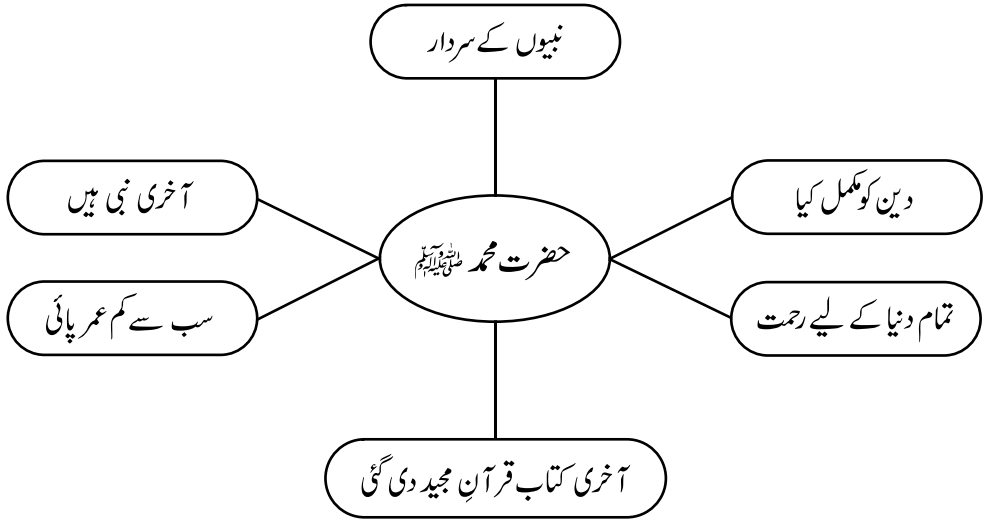 نبیوں کے سردار
دین کو مکمل کیا
آخری نبی ہیں
حضرت محمد ﷺ
تمام دنیا کے لیے رحمت
سب سے کم عمر پائی
آخری کتاب قرآنِ مجید دی گئی